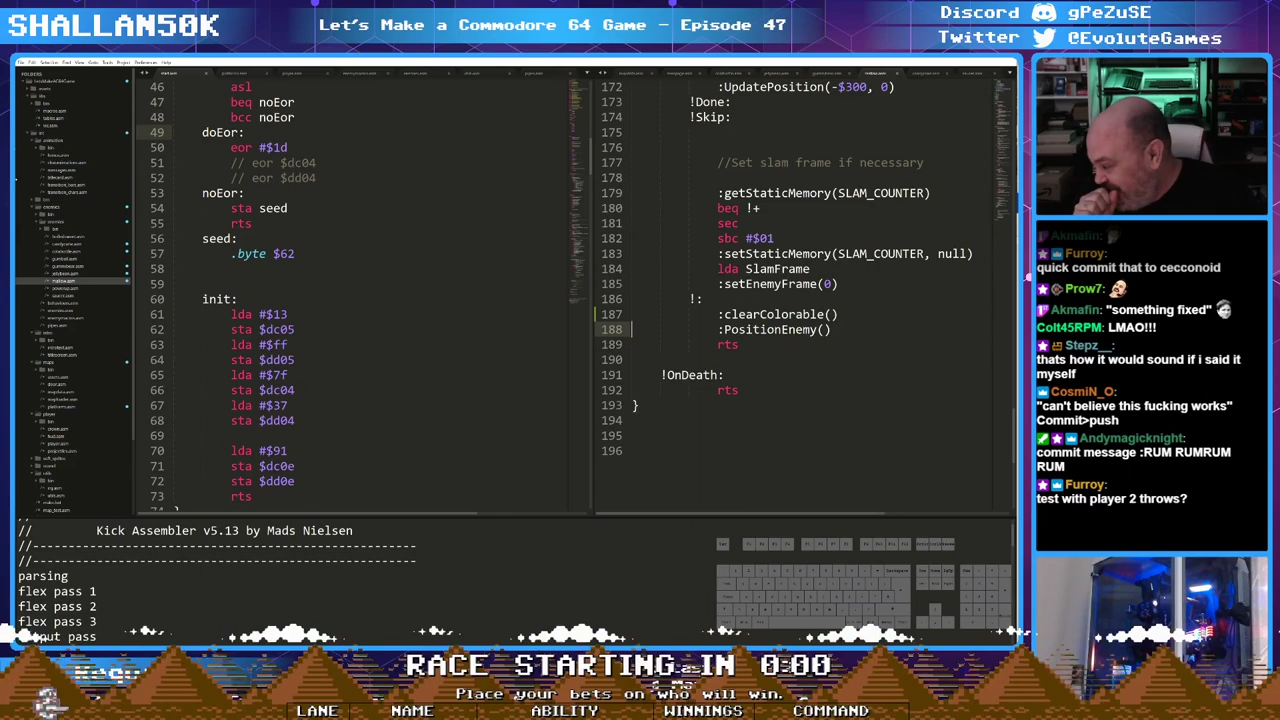 SHALLAN50K
Let's Make a Commodore 64 Game - Episode 47
Discord gPeZuSE
Twitter @EvoluteGames
FOLDERS
46 asl
47 beq noEor
48 bcc noEor
49 doEor:
50 eor #$1d
51 // eor $dc04
52 // eor $dd04
53 noEor:
54 sta seed
55 rts
56 seed:
57 .byte $62
58
59
60 init:
61 lda #$13
62 sta $dc05
63 lda #$ff
64 sta $dd05
65 lda #$7f
66 sta $dc04
67 lda #$37
68 sta $dd04
69
70 lda #$91
71 sta $dc0e
72 sta $dd0e
73 rts
74 }
172 :UpdatePosition(-$300, 0)
173 !Done:
174 !Skip:
175
176
177 //Set slam frame if necessary
178
179 :getStaticMemory(SLAM_COUNTER)
180 beq !+
181 sec
182 sbc #$01
183 :setStaticMemory(SLAM_COUNTER, null)
184 lda SlamFrame
185 :setEnemyFrame(0)
186 !:
187 :clearColorable()
188 :PositionEnemy()
189 rts
190
191 !OnDeath:
192 rts
193 }
194
195
196
// Kick Assembler v5.13 by Mads Nielsen
//------------------------------------------------------
//------------------------------------------------------
parsing
flex pass 1
flex pass 2
flex pass 3
Akmafin:
Furroy:
quick commit that to cecconoid
Prow7:
Akmafin: "something fixed"
Colt45RPM: LMAO!!!
Stepz__:
thats how it would sound if i said it
myself
CosmiN_O:
"can't believe this fucking works"
Commit>push
Andymagicknight:
commit message :RUM RUMRUM
RUM
Furroy:
test with player 2 throws?
RACE STARTING IN 0:00
Place your bets on who will win.
LANE NAME ABILITY WINNINGS COMMAND